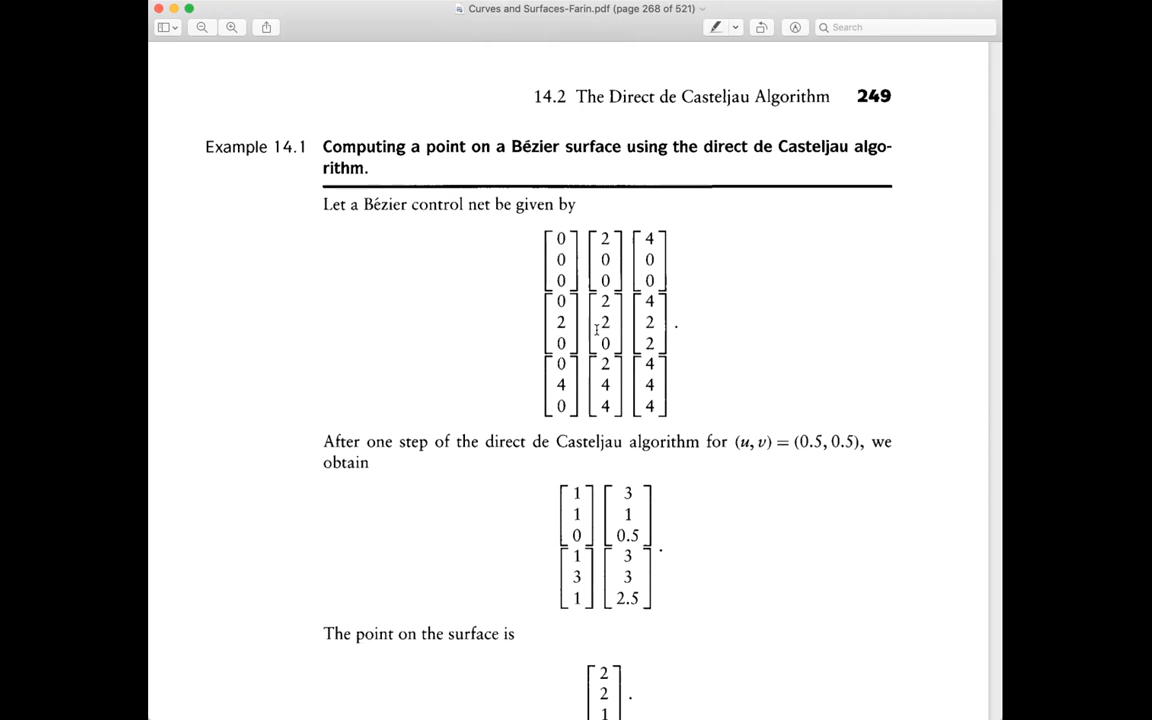 Curves and Surfaces-Farin.pdf (page 268 of 521)
Search
14.2 The Direct de Casteljau Algorithm 249
Example 14.1 Computing a point on a Bézier surface using the direct de Casteljau algo-
rithm.
Let a Bézier control net be given by
0 2 4
0 0 0
0 0 0
0 2 4
2 2 2
0 0 2
0 2 4
4 4 4
0 4 4
.
After one step of the direct de Casteljau algorithm for (u, v) = (0.5, 0.5), we
obtain
1 3
1 1
0 0.5
1 3
3 3
1 2.5
.
The point on the surface is
2
2
1
.